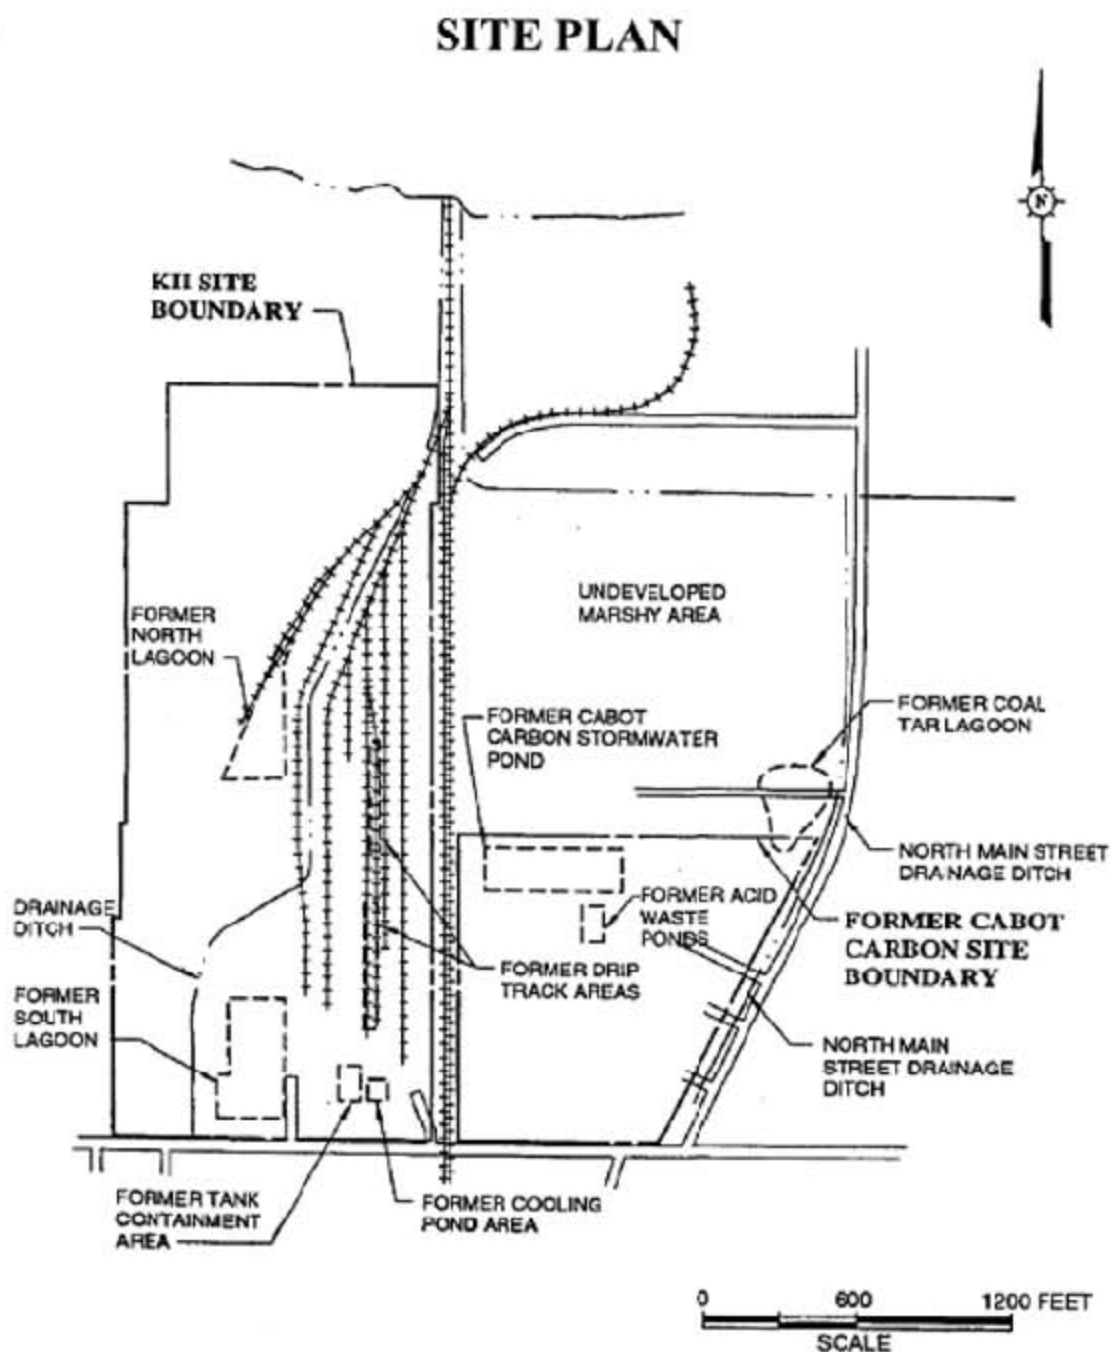 SITE PLAN
N
KII SITE
BOUNDARY
UNDEVELOPED
MARSHY AREA
FORMER
NORTH
LAGOON
FORMER CABOT
CARBON STORMWATER
POND
FORMER COAL
TAR LAGOON
NORTH MAIN STREET
DRAINAGE DITCH
FORMER ACID
WASTE
PONDS
DRAINAGE
DITCH
FORMER CABOT
CARBON SITE
BOUNDARY
FORMER DRIP
TRACK AREAS
FORMER
SOUTH
LAGOON
NORTH MAIN
STREET DRAINAGE
DITCH
FORMER TANK
CONTAINMENT
AREA
FORMER COOLING
POND AREA
0 600 1200 FEET
SCALE